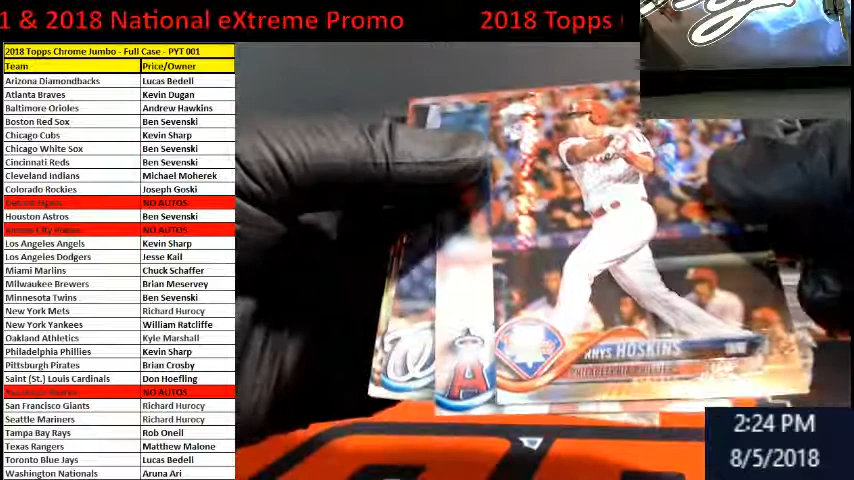 1 & 2018 National eXtreme Promo 2018 Topps
2018 Topps Chrome Jumbo - Full Case - PYT 001
Team Price/Owner
Arizona Diamondbacks Lucas Bedell
Atlanta Braves Kevin Dugan
Baltimore Orioles Andrew Hawkins
Boston Red Sox Ben Sevenski
Chicago Cubs Kevin Sharp
Chicago White Sox Ben Sevenski
Cincinnati Reds Ben Sevenski
Cleveland Indians Michael Moherek
Colorado Rockies Joseph Goski
Detroit Tigers NO AUTOS
Houston Astros Ben Sevenski
Kansas City Royals NO AUTOS
Los Angeles Angels Kevin Sharp
Los Angeles Dodgers Jesse Kail
Miami Marlins Chuck Schaffer
Milwaukee Brewers Brian Meservey
Minnesota Twins Ben Sevenski
New York Mets Richard Hurocy
New York Yankees William Ratcliffe
Oakland Athletics Kyle Marshall
Philadelphia Phillies Kevin Sharp
Pittsburgh Pirates Brian Crosby
Saint (St.) Louis Cardinals Don Hoefling
NO AUTOS
San Francisco Giants Richard Hurocy
Seattle Mariners Richard Hurocy
Tampa Bay Rays Rob Oneil
Texas Rangers Matthew Malone
Toronto Blue Jays Lucas Bedell
Washington Nationals Aruna Ari
RHYS HOSKINS
PHILADELPHIA PHILLIES
2:24 PM
8/5/2018